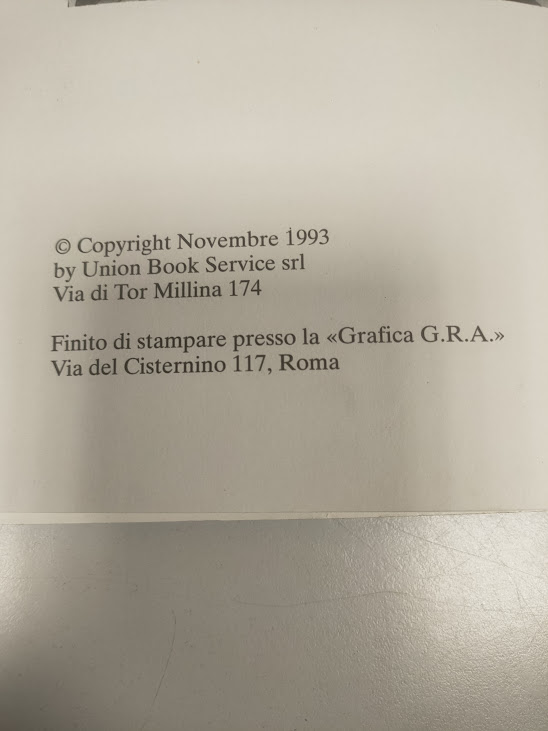 © Copyright Novembre 1993
by Union Book Service srl
Via di Tor Millina 174
Finito di stampare presso la «Grafica G.R.A.»
Via del Cisternino 117, Roma